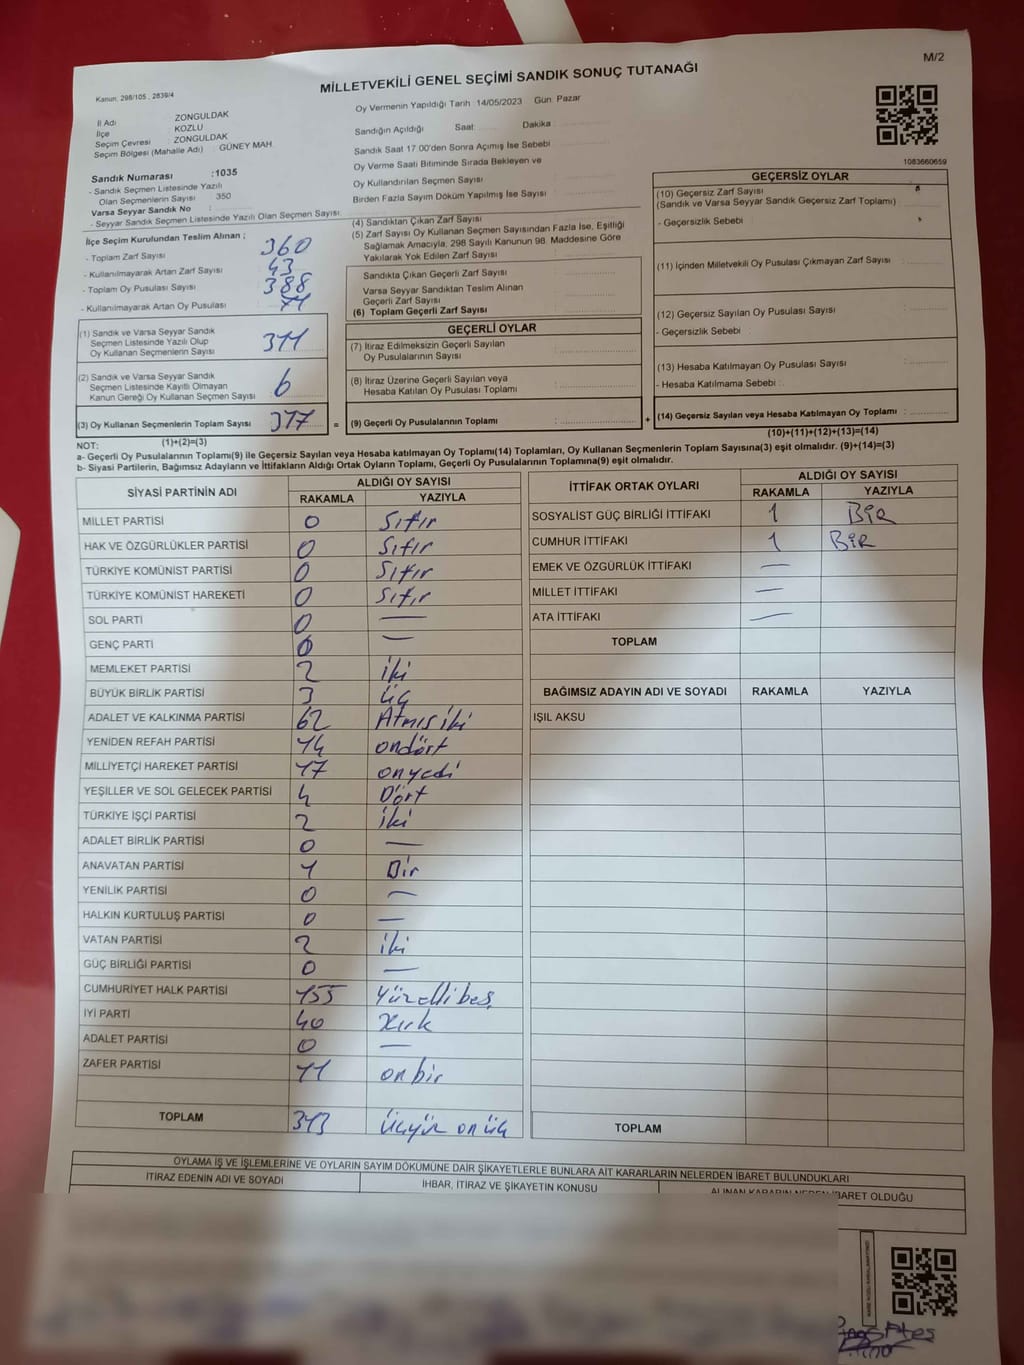 M/2
MİLLETVEKİLİ GENEL SEÇİMİ SANDIK SONUÇ TUTANAĞI
Kanun: 298/105 , 2839/4
İl Adı ZONGULDAK
İlçe KOZLU
Seçim Çevresi : ZONGULDAK
Seçim Bölgesi (Mahalle Adı) : GÜNEY MAH.
Sandık Numarası :1035
- Sandık Seçmen Listesinde Yazılı
Olan Seçmenlerin Sayısı 350
Varsa Seyyar Sandık No
- Seyyar Sandık Seçmen Listesinde Yazılı Olan Seçmen Sayısı
Oy Vermenin Yapıldığı Tarih 14/05/2023 Gün Pazar
Sandığın Açıldığı Saat: Dakika :
Sandık Saat 17.00'den Sonra Açımış İse Sebebi
Oy Verme Saati Bitiminde Sırada Bekleyen ve
Oy Kullandırılan Seçmen Sayısı
Birden Fazla Sayım Döküm Yapılmış İse Sayısı
1083660659
İlçe Seçim Kurulundan Teslim Alınan ;
- Toplam Zarf Sayısı 360
- Kullanılmayarak Artan Zarf Sayısı 43
- Toplam Oy Pusulası Sayısı 388
- Kullanılmayarak Artan Oy Pusulası 71
(1) Sandık ve Varsa Seyyar Sandık
Seçmen Listesinde Yazılı Olup
Oy Kullanan Seçmenlerin Sayısı 311
(2) Sandık ve Varsa Seyyar Sandık
Seçmen Listesinde Kayıtlı Olmayan
Kanun Gereği Oy Kullanan Seçmen Sayısı 6
(3) Oy Kullanan Seçmenlerin Toplam Sayısı 317 =
(1)+(2)=(3)
(4) Sandıktan Çıkan Zarf Sayısı
(5) Zarf Sayısı Oy Kullanan Seçmen Sayısından Fazla İse, Eşitliği
Sağlamak Amacıyla, 298 Sayılı Kanunun 98. Maddesine Göre
Yakılarak Yok Edilen Zarf Sayısı
Sandıkta Çıkan Geçerli Zarf Sayısı
Varsa Seyyar Sandıktan Teslim Alınan
Geçerli Zarf Sayısı
(6) Toplam Geçerli Zarf Sayısı
GEÇERLİ OYLAR
(7) İtiraz Edilmeksizin Geçerli Sayılan
Oy Pusulalarının Sayısı
(8) İtiraz Üzerine Geçerli Sayılan veya
Hesaba Katılan Oy Pusulası Toplamı
(9) Geçerli Oy Pusulalarının Toplamı : +
GEÇERSİZ OYLAR
(10) Geçersiz Zarf Sayısı
(Sandık ve Varsa Seyyar Sandık Geçersiz Zarf Toplamı)
- Geçersizlik Sebebi :
(11) İçinden Milletvekili Oy Pusulası Çıkmayan Zarf Sayısı
(12) Geçersiz Sayılan Oy Pusulası Sayısı
- Geçersizlik Sebebi :
(13) Hesaba Katılmayan Oy Pusulası Sayısı
- Hesaba Katılmama Sebebi :
(14) Geçersiz Sayılan veya Hesaba Katılmayan Oy Toplamı :
(10)+(11)+(12)+(13)=(14)
NOT:
a- Geçerli Oy Pusulalarının Toplam(9) ile Geçersiz Sayılan veya Hesaba katılmayan Oy Toplamı(14) Toplamları, Oy Kullanan Seçmenlerin Toplam Sayısına(3) eşit olmalıdır. (9)+(14)=(3)
b- Siyasi Partilerin, Bağımsız Adayların ve İttifakların Aldığı Ortak Oyların Toplamı, Geçerli Oy Pusulalarının Toplamına(9) eşit olmalıdır.
SİYASİ PARTİNİN ADI ALDIĞI OY SAYISI
RAKAMLA YAZIYLA
MİLLET PARTİSİ 0 Sıfır
HAK VE ÖZGÜRLÜKLER PARTİSİ 0 Sıfır
TÜRKİYE KOMÜNİST PARTİSİ 0 Sıfır
TÜRKİYE KOMÜNİST HAREKETİ 0 Sıfır
SOL PARTİ 0 —
GENÇ PARTİ 0 —
MEMLEKET PARTİSİ 2 iki
BÜYÜK BİRLİK PARTİSİ 3 üç
ADALET VE KALKINMA PARTİSİ 62 Atmış iki
YENİDEN REFAH PARTİSİ 14 ondört
MİLLİYETÇİ HAREKET PARTİSİ 17 onyedi
YEŞİLLER VE SOL GELECEK PARTİSİ 4 Dört
TÜRKİYE İŞÇİ PARTİSİ 2 iki
ADALET BİRLİK PARTİSİ 0 —
ANAVATAN PARTİSİ 1 Bir
YENİLİK PARTİSİ 0 —
HALKIN KURTULUŞ PARTİSİ 0 —
VATAN PARTİSİ 2 iki
GÜÇ BİRLİĞİ PARTİSİ 0 —
CUMHURİYET HALK PARTİSİ 155 Yüzelli beş
İYİ PARTİ 40 Kırk
ADALET PARTİSİ 0 —
ZAFER PARTİSİ 11 on bir
TOPLAM 313 üçyüz on üç
İTTİFAK ORTAK OYLARI ALDIĞI OY SAYISI
RAKAMLA YAZIYLA
SOSYALİST GÜÇ BİRLİĞİ İTTİFAKI 1 BİR
CUMHUR İTTİFAKI 1 BİR
EMEK VE ÖZGÜRLÜK İTTİFAKI —
MİLLET İTTİFAKI —
ATA İTTİFAKI —
TOPLAM
BAĞIMSIZ ADAYIN ADI VE SOYADI RAKAMLA YAZIYLA
IŞIL AKSU
TOPLAM
OYLAMA İŞ VE İŞLEMLERİNE VE OYLARIN SAYIM DÖKÜMÜNE DAİR ŞİKAYETLERLE BUNLARA AİT KARARLARIN NELERDEN İBARET BULUNDUKLARI
İTİRAZ EDENİN ADI VE SOYADI İHBAR, İTİRAZ VE ŞİKAYETİN KONUSU ALINAN KARARIN NEDEN İBARET OLDUĞU